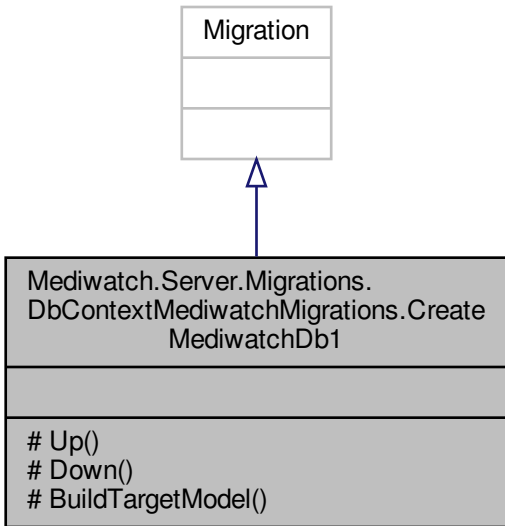 Migration
Mediwatch.Server.Migrations.
DbContextMediwatchMigrations.Create
MediwatchDb1
# Up()
# Down()
# BuildTargetModel()